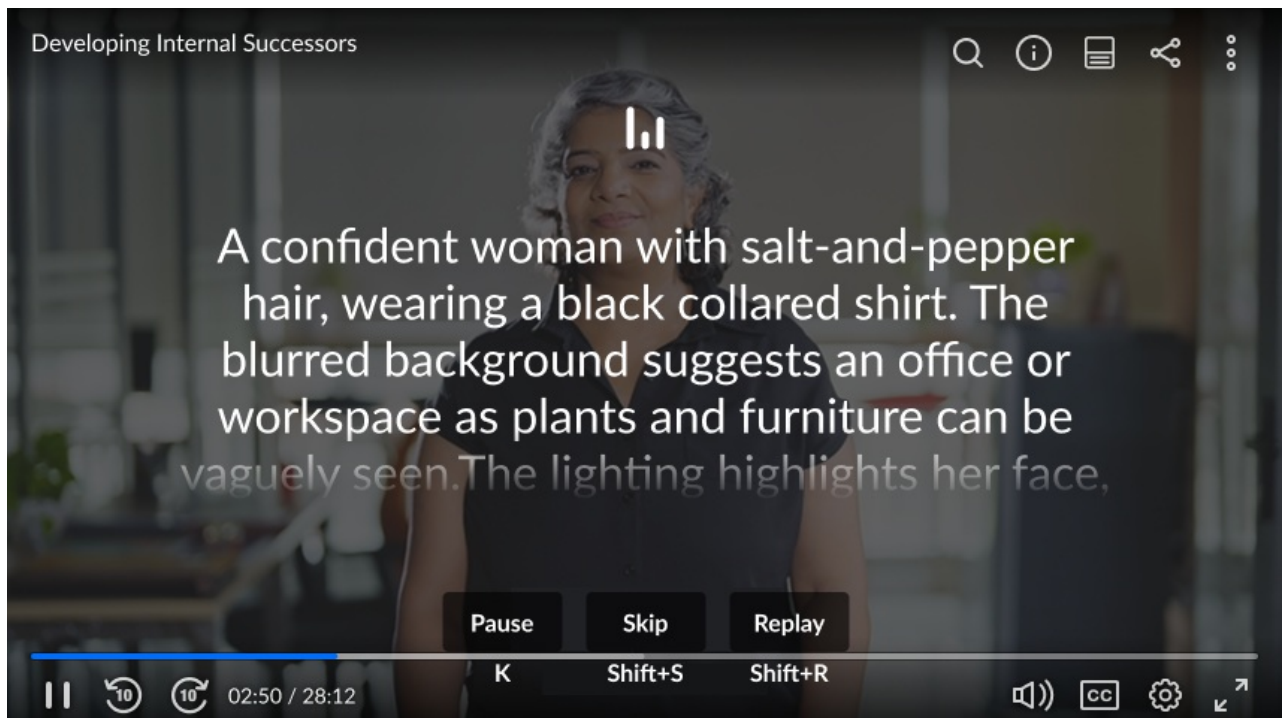 Developing Internal Successors
A confident woman with salt-and-pepper
hair, wearing a black collared shirt. The
blurred background suggests an office or
workspace as plants and furniture can be
vaguely seen.The lighting highlights her face,
Pause Skip Replay
K Shift+S Shift+R
10 10 02:50 / 28:12 CC